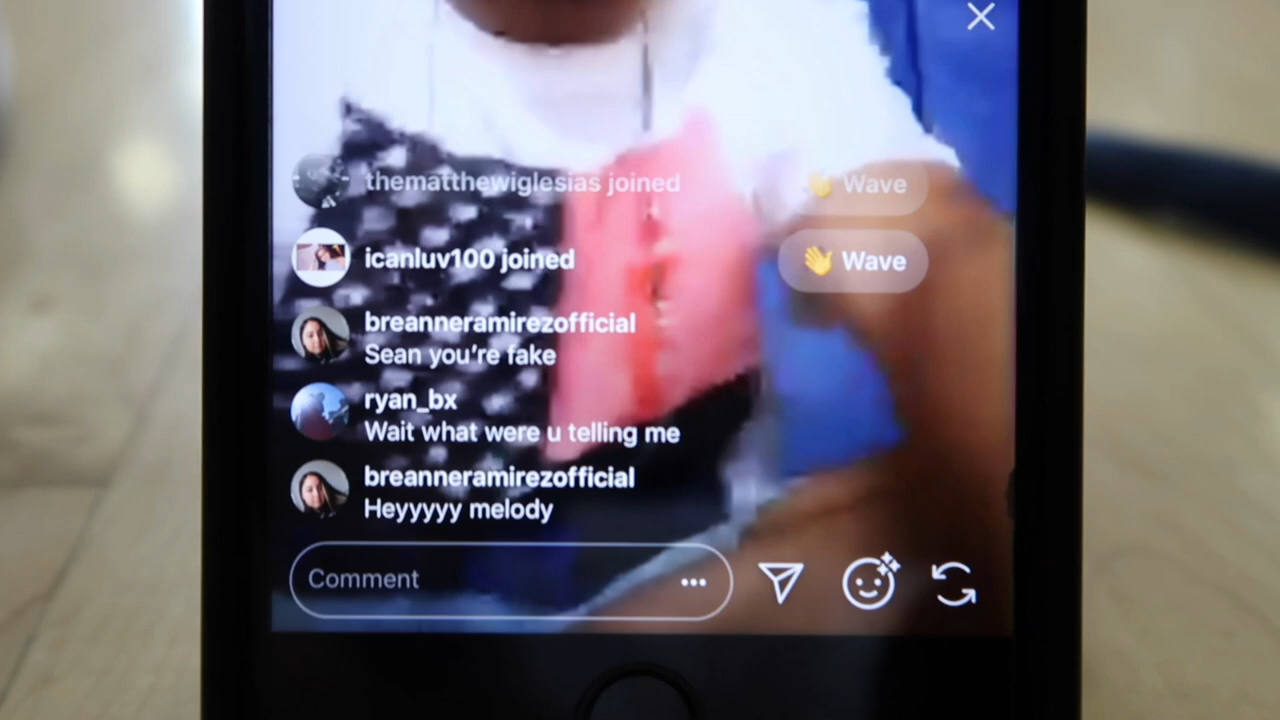 thematthewiglesias joined
👋 Wave
icanluv100 joined
👋 Wave
breanneramirezofficial
Sean you’re fake
ryan_bx
Wait what were u telling me
breanneramirezofficial
Heyyyyy melody
Comment